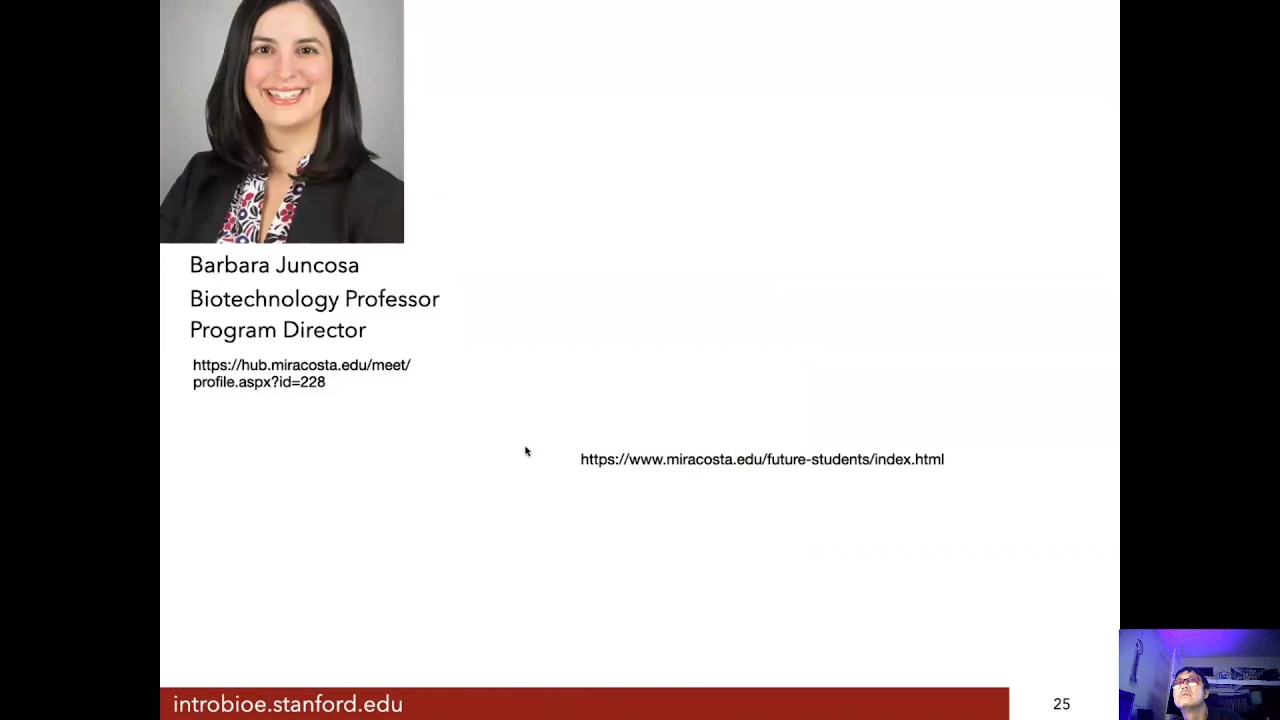 Barbara Juncosa
Biotechnology Professor
Program Director
https://hub.miracosta.edu/meet/
profile.aspx?id=228
https://www.miracosta.edu/future-students/index.html
introbioe.stanford.edu
25